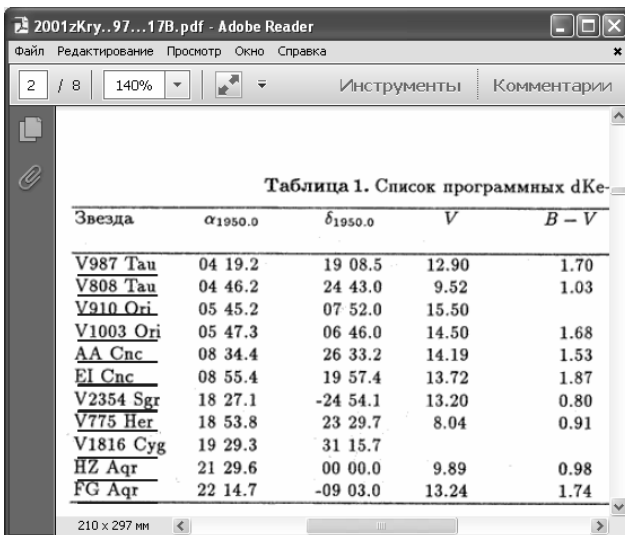 2001zKry..97...17B.pdf - Adobe Reader
Файл Редактирование Просмотр Окно Справка
2 / 8 140% Инструменты Комментарии
Таблица 1. Список программных dKe-
Звезда α1950.0 δ1950.0 V B − V
V987 Tau 04 19.2 19 08.5 12.90 1.70
V808 Tau 04 46.2 24 43.0 9.52 1.03
V910 Ori 05 45.2 07 52.0 15.50
V1003 Ori 05 47.3 06 46.0 14.50 1.68
AA Cnc 08 34.4 26 33.2 14.19 1.53
EI Cnc 08 55.4 19 57.4 13.72 1.87
V2354 Sgr 18 27.1 -24 54.1 13.20 0.80
V775 Her 18 53.8 23 29.7 8.04 0.91
V1816 Cyg 19 29.3 31 15.7
HZ Aqr 21 29.6 00 00.0 9.89 0.98
FG Aqr 22 14.7 -09 03.0 13.24 1.74
210 x 297 мм